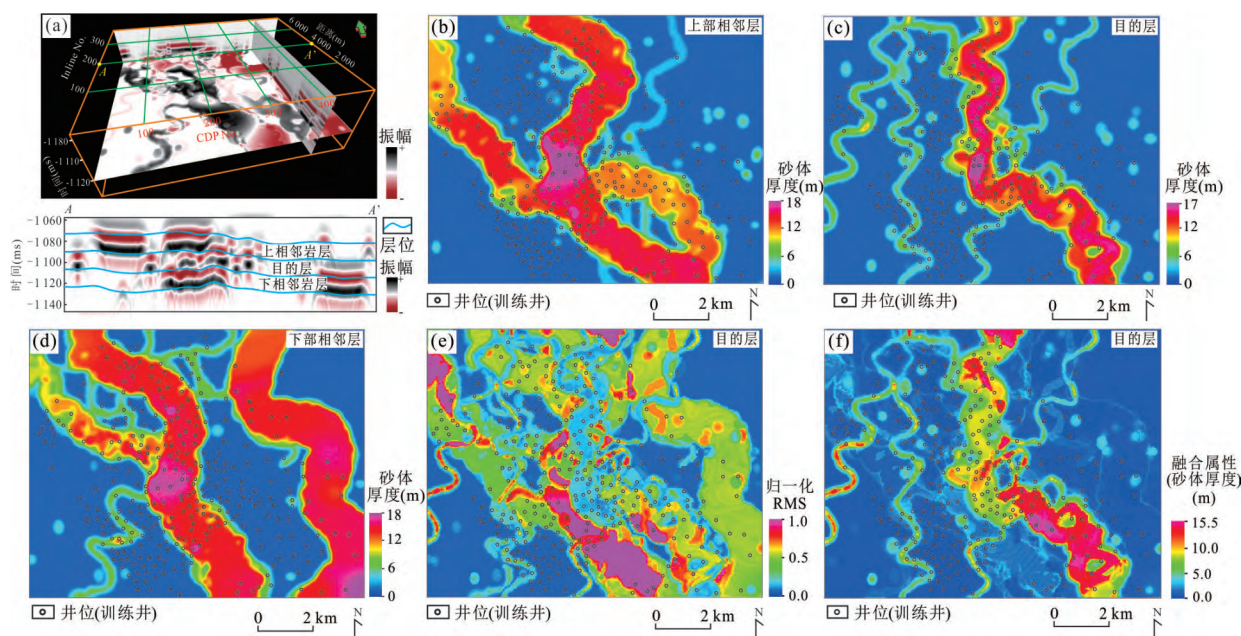 (a)
Inline No.
300
200
100
A
A'
6 000
4 000
2 000
距离(m)
100
200
400
CDP No.
-1 180
-1 110
-1 120
时间(ms)
振幅
+
-
A
A'
-1 060
-1 080
-1 100
-1 120
-1 140
时间(ms)
上相邻岩层
目的层
下相邻岩层
层位
振幅
+
-
(b)
上部相邻层
砂体
厚度(m)
18
12
6
0
井位(训练井)
0 2 km
N
(c)
目的层
砂体
厚度(m)
17
12
6
0
井位(训练井)
0 2 km
N
(d)
下部相邻层
砂体
厚度(m)
18
12
6
0
井位(训练井)
0 2 km
N
(e)
目的层
归一化
RMS
1.0
0.5
0.0
井位(训练井)
0 2 km
N
(f)
目的层
融合属性
(砂体厚度)
(m)
15.5
10.0
5.0
0.0
井位(训练井)
0 2 km
N